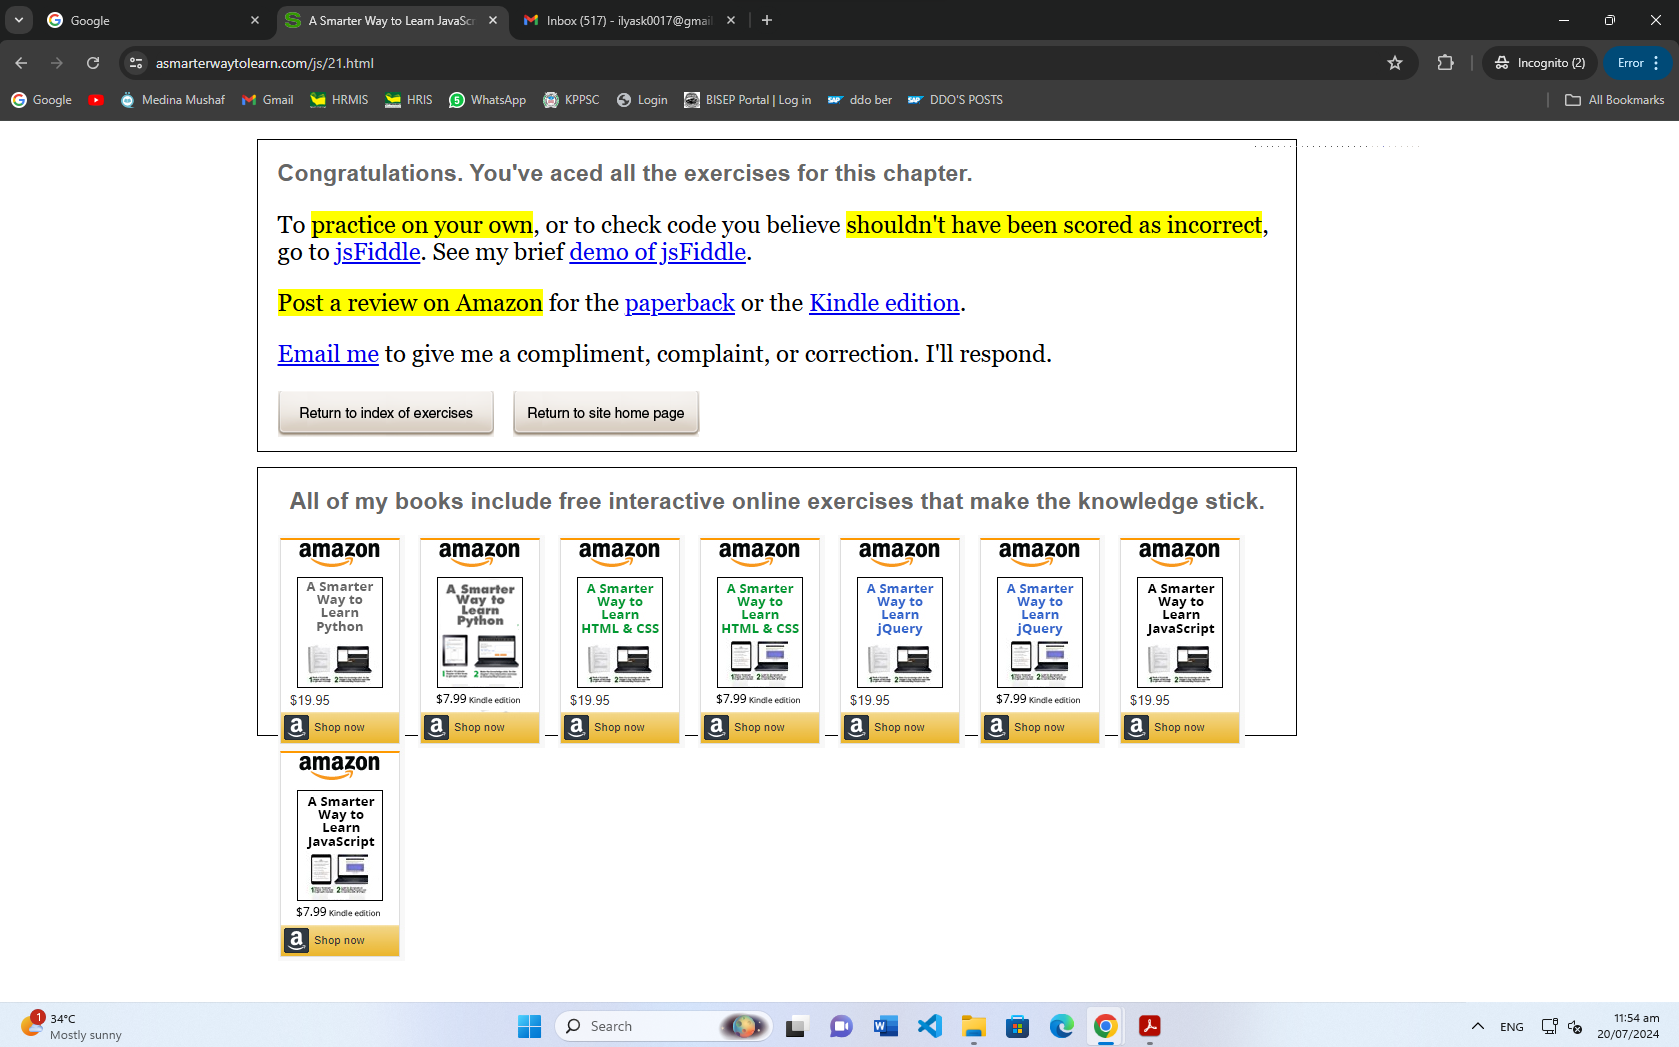 Google
A Smarter Way to Learn JavaScr
Inbox (517) - ilyask0017@gmail
asmarterwaytolearn.com/js/21.html
Incognito (2)
Error
Google
Medina Mushaf
Gmail
HRMIS
HRIS
WhatsApp
KPPSC
Login
BISEP Portal | Log in
ddo ber
DDO'S POSTS
All Bookmarks
Congratulations. You've aced all the exercises for this chapter.
To practice on your own, or to check code you believe shouldn't have been scored as incorrect,
go to jsFiddle. See my brief demo of jsFiddle.
Post a review on Amazon for the paperback or the Kindle edition.
Email me to give me a compliment, complaint, or correction. I'll respond.
Return to index of exercises
Return to site home page
All of my books include free interactive online exercises that make the knowledge stick.
amazon
A Smarter
Way to
Learn
Python
$19.95
Shop now
amazon
A Smarter
Way to
Learn
Python
$7.99 Kindle edition
Shop now
amazon
A Smarter
Way to
Learn
HTML & CSS
$19.95
Shop now
amazon
A Smarter
Way to
Learn
HTML & CSS
$7.99 Kindle edition
Shop now
amazon
A Smarter
Way to
Learn
jQuery
$19.95
Shop now
amazon
A Smarter
Way to
Learn
jQuery
$7.99 Kindle edition
Shop now
amazon
A Smarter
Way to
Learn
JavaScript
$19.95
Shop now
amazon
A Smarter
Way to
Learn
JavaScript
$7.99 Kindle edition
Shop now
1
34°C
Mostly sunny
Search
ENG
11:54 am
20/07/2024